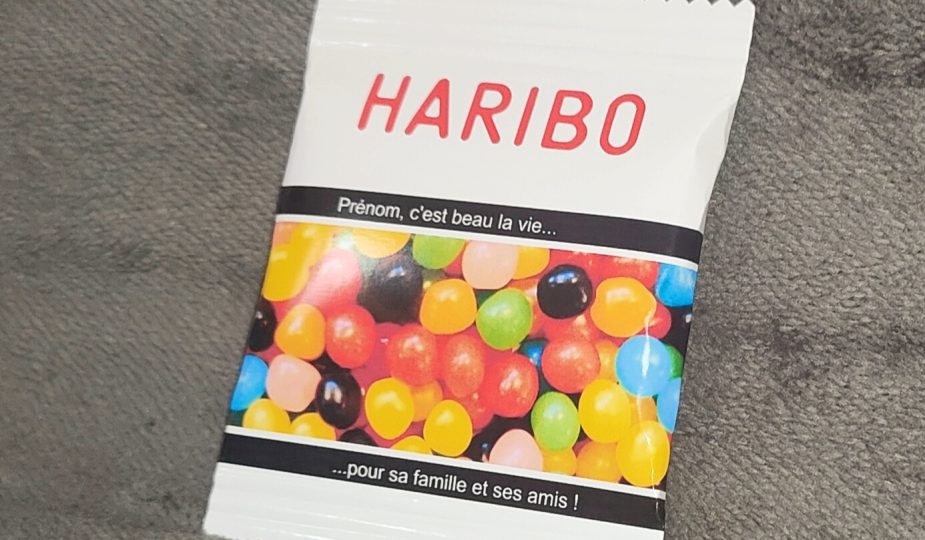 HARIBO
Prénom, c'est beau la vie...
...pour sa famille et ses amis !